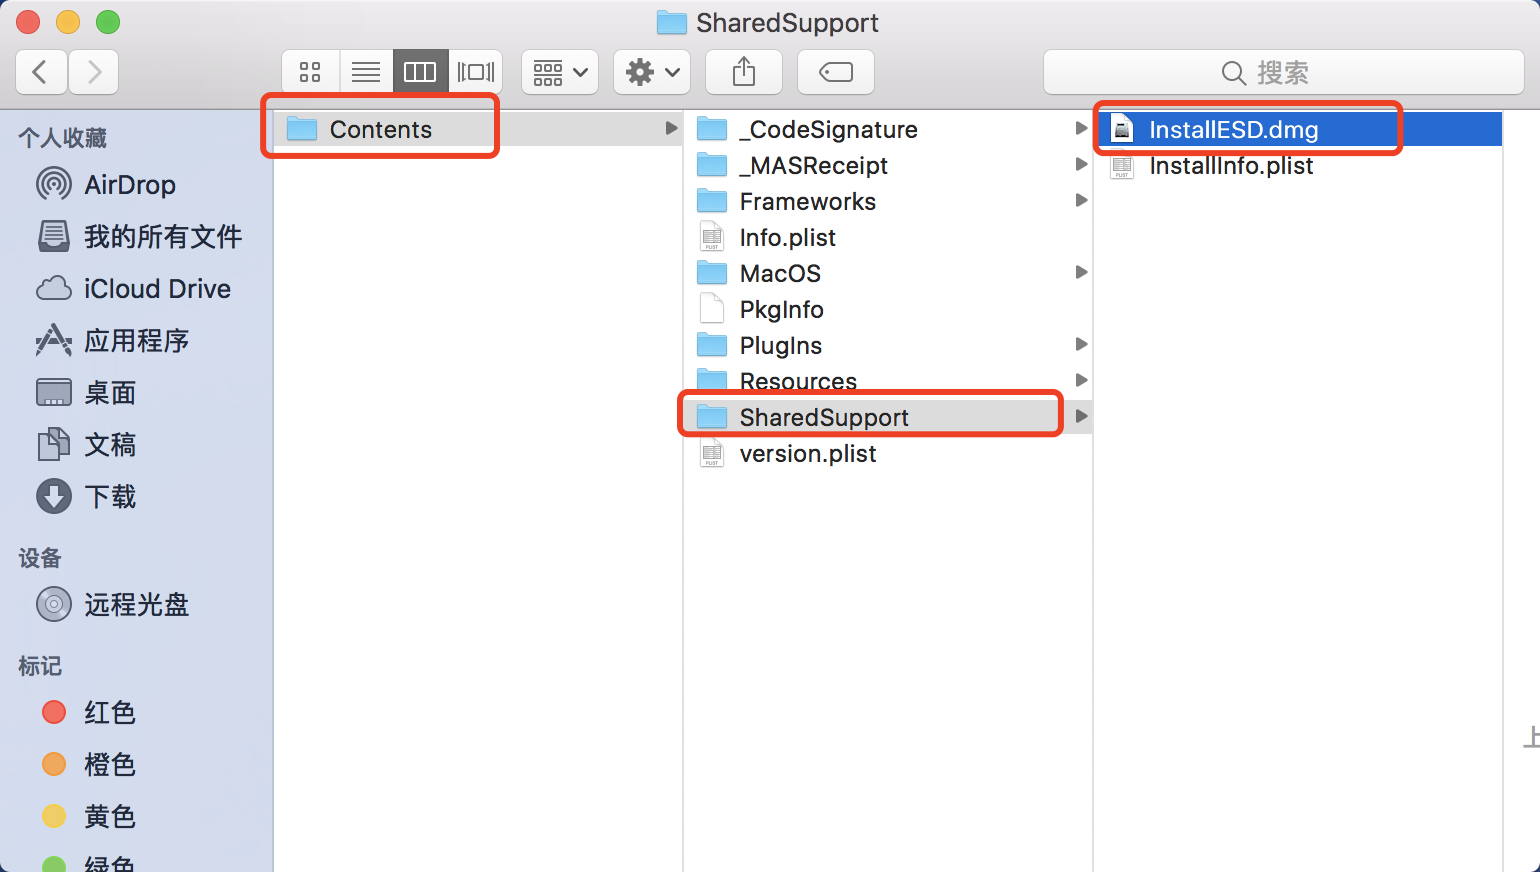 SharedSupport
搜索
个人收藏
AirDrop
我的所有文件
iCloud Drive
应用程序
桌面
文稿
下载
设备
远程光盘
标记
红色
橙色
黄色
绿色
Contents
_CodeSignature
_MASReceipt
Frameworks
Info.plist
MacOS
PkgInfo
PlugIns
Resources
SharedSupport
version.plist
InstallESD.dmg
InstallInfo.plist